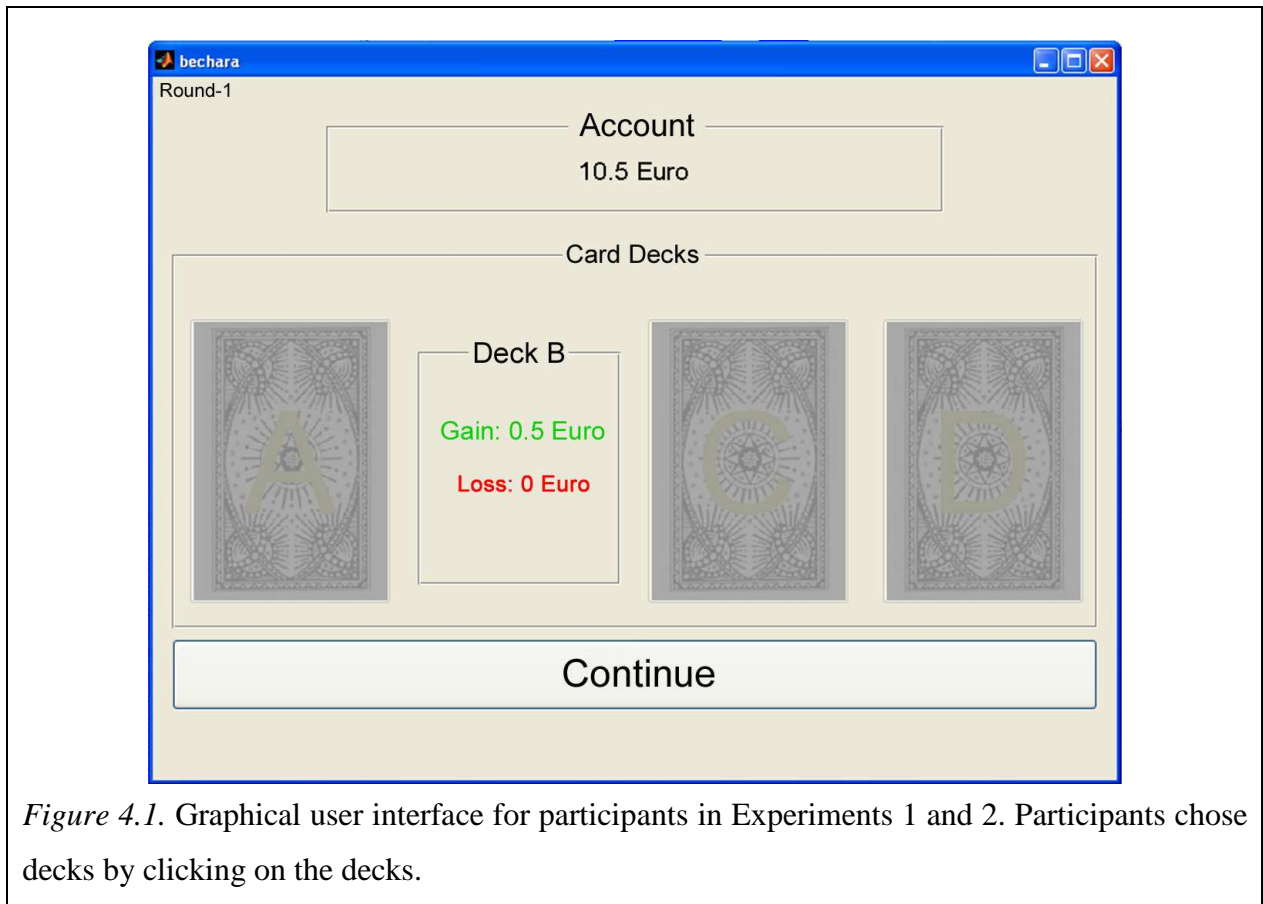 bechara
Round-1
Account
10.5 Euro
Card Decks
A
Deck B
Gain: 0.5 Euro
Loss: 0 Euro
C
D
Continue
Figure 4.1. Graphical user interface for participants in Experiments 1 and 2. Participants chose
decks by clicking on the decks.